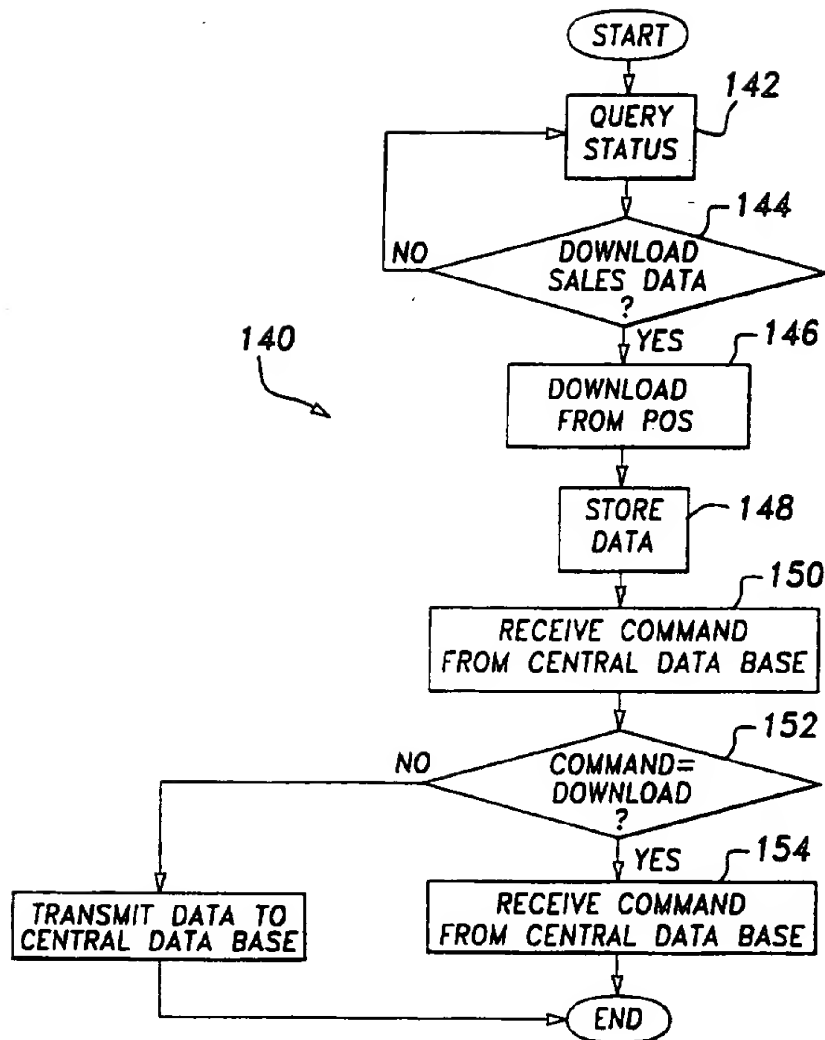 START
142
QUERY
STATUS
144
NO
DOWNLOAD
SALES DATA
?
YES
146
140
DOWNLOAD
FROM POS
STORE
DATA
148
150
RECEIVE COMMAND
FROM CENTRAL DATA BASE
152
NO
COMMAND=
DOWNLOAD
?
YES
154
TRANSMIT DATA TO
CENTRAL DATA BASE
RECEIVE COMMAND
FROM CENTRAL DATA BASE
END